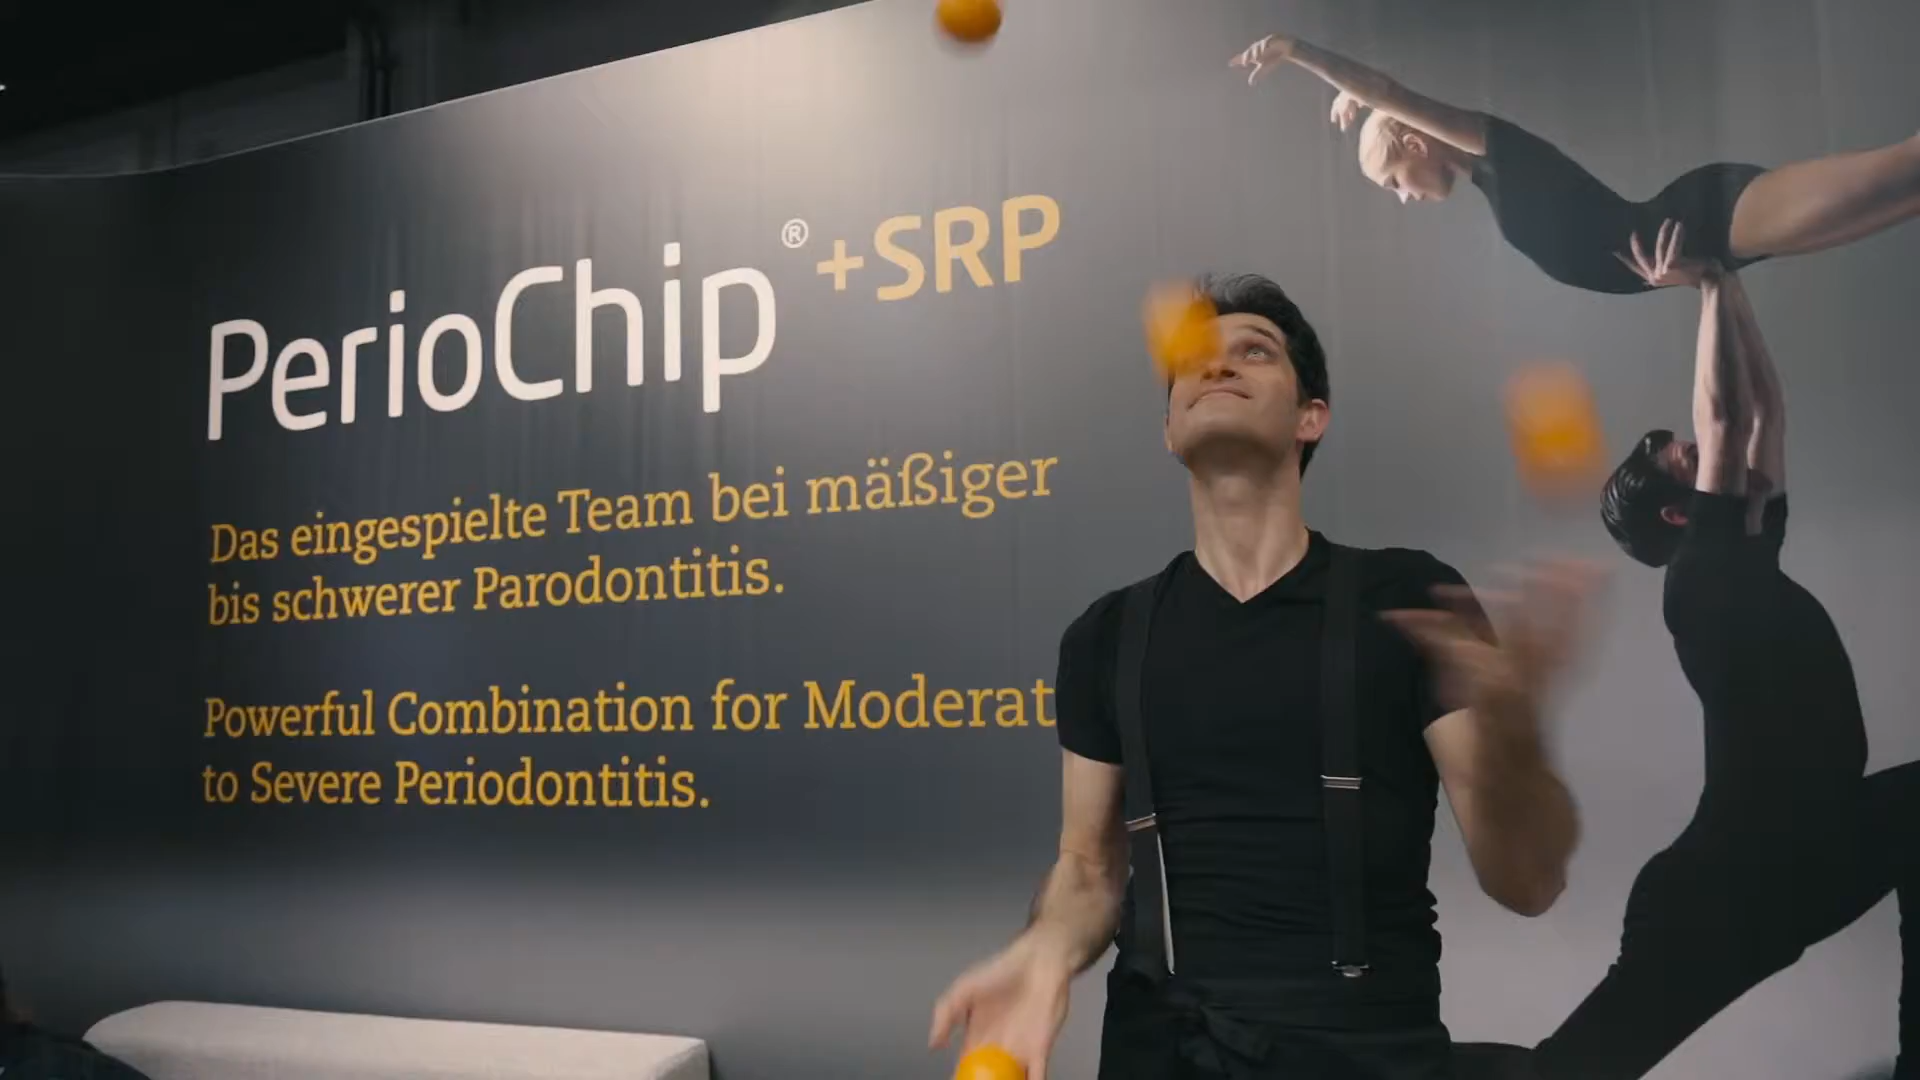 PerioChip® +SRP
Das eingespielte Team bei mäßiger
bis schwerer Parodontitis.
Powerful Combination for Moderat
to Severe Periodontitis.